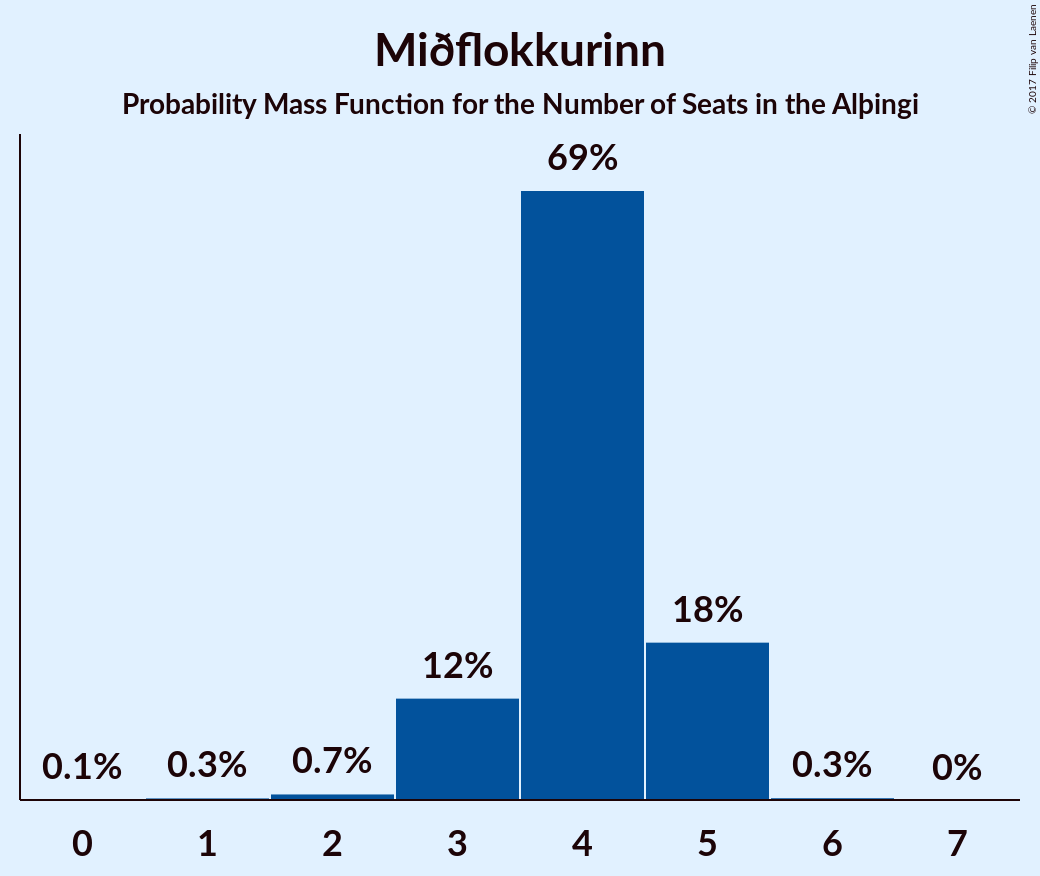 Miðflokkurinn
Probability Mass Function for the Number of Seats in the Alþingi
© 2017 Filip van Laenen
69%
18%
12%
0.1% 0.3% 0.7% 0.3% 0%
0 1 2 3 4 5 6 7